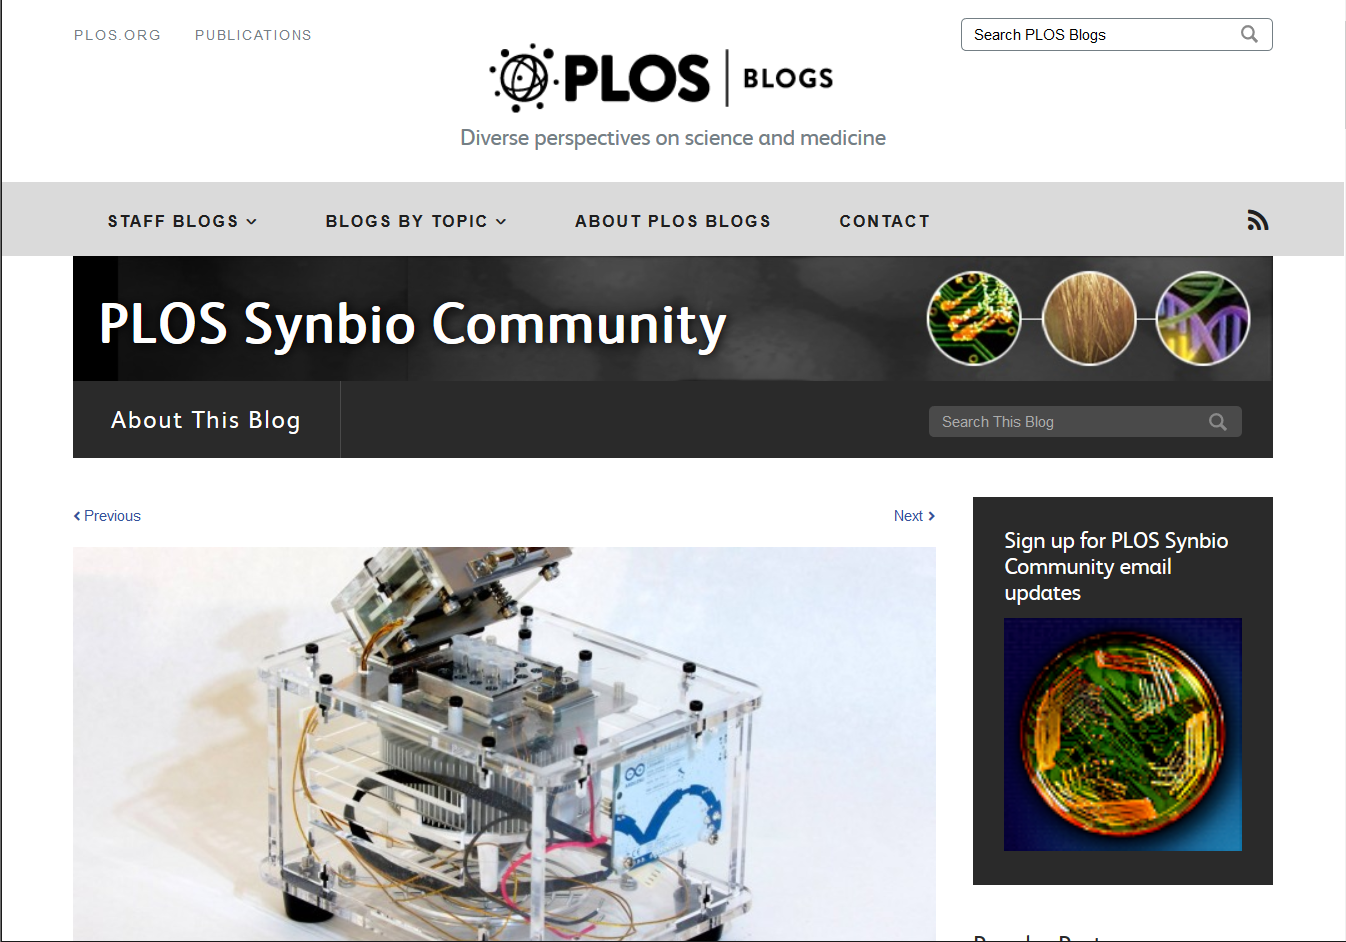 PLOS.ORG
PUBLICATIONS
Search PLOS Blogs
PLOS | BLOGS
Diverse perspectives on science and medicine
STAFF BLOGS
BLOGS BY TOPIC
ABOUT PLOS BLOGS
CONTACT
PLOS Synbio Community
About This Blog
Search This Blog
Previous
Next
Sign up for PLOS Synbio
Community email
updates